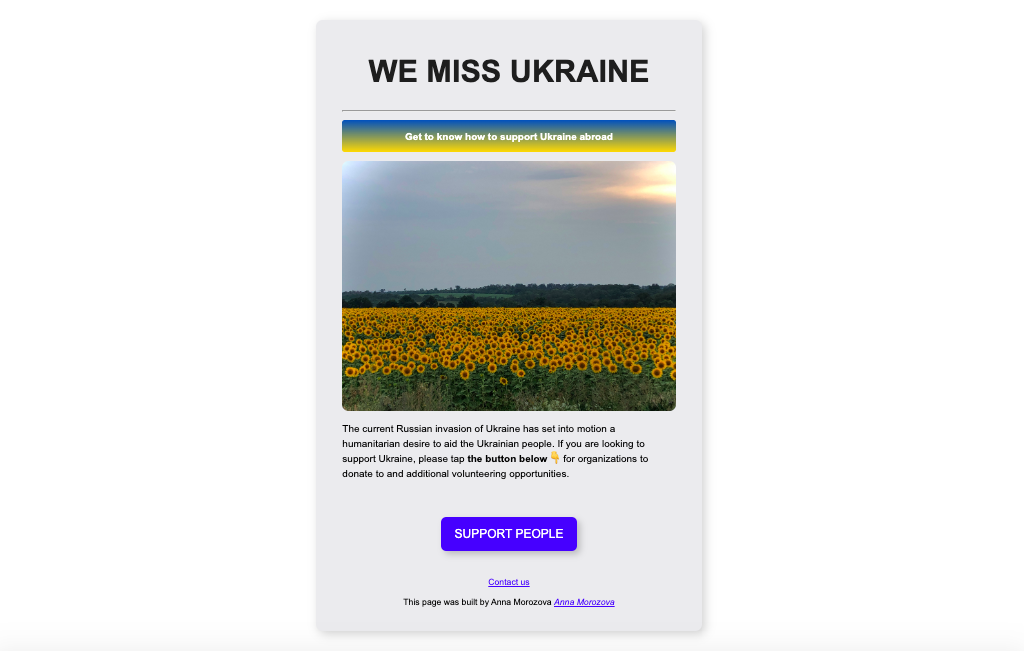 WE MISS UKRAINE
Get to know how to support Ukraine abroad
The current Russian invasion of Ukraine has set into motion a
humanitarian desire to aid the Ukrainian people. If you are looking to
support Ukraine, please tap the button below 👇 for organizations to
donate to and additional volunteering opportunities.
SUPPORT PEOPLE
Contact us
This page was built by Anna Morozova Anna Morozova